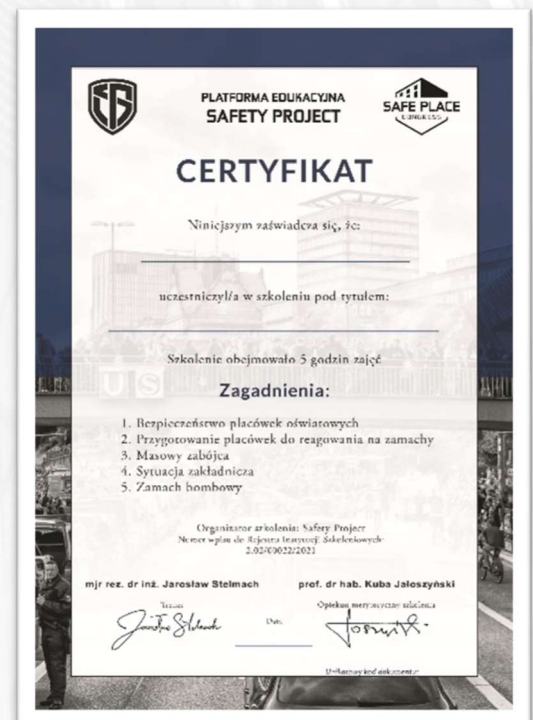 PLATFORMA EDUKACYJNA
SAFETY PROJECT
SAFE PLACE
CONGRESS
CERTYFIKAT
Niniejszym zaświadcza się, że:
uczestniczył/a w szkoleniu pod tytułem:
Szkolenie obejmowało 5 godzin zajęć
U S
Zagadnienia:
1. Bezpieczeństwo placówek oświatowych
2. Przygotowanie placówek do reagowania na zamachy
3. Masowy zabójca
4. Sytuacja zakładnicza
5. Zamach bombowy
Organizator szkolenia: Safety Project
Numer wpisu do Rejestru Instytucji Szkoleniowych:
2.02/00022/2021
mjr rez. dr inż. Jarosław Stelmach
prof. dr hab. Kuba Jałoszyński
Trener
Data
Opiekun merytoryczny szkolenia
Unikatowy kod dokumentu: